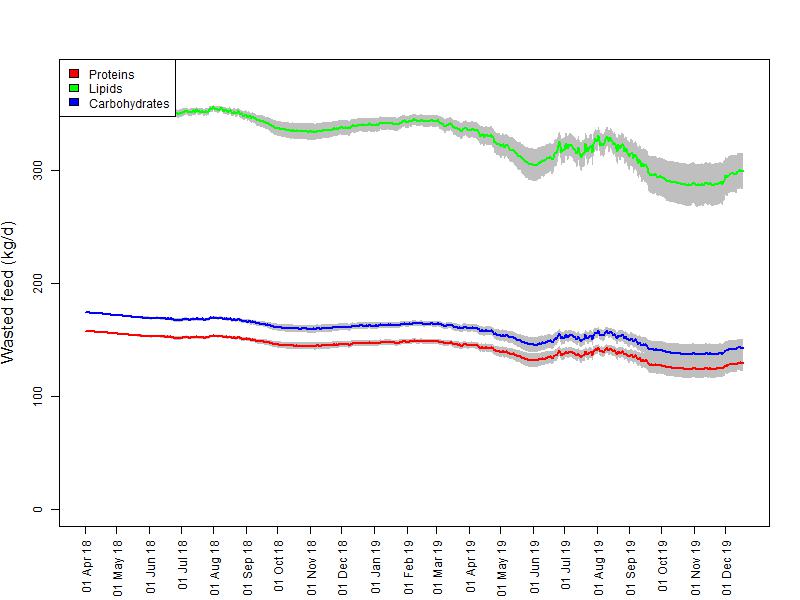 Proteins
Lipids
Carbohydrates
Wasted feed (kg/d)
300
200
100
0
01 Apr 18
01 May 18
01 Jun 18
01 Jul 18
01 Aug 18
01 Sep 18
01 Oct 18
01 Nov 18
01 Dec 18
01 Jan 19
01 Feb 19
01 Mar 19
01 Apr 19
01 May 19
01 Jun 19
01 Jul 19
01 Aug 19
01 Sep 19
01 Oct 19
01 Nov 19
01 Dec 19